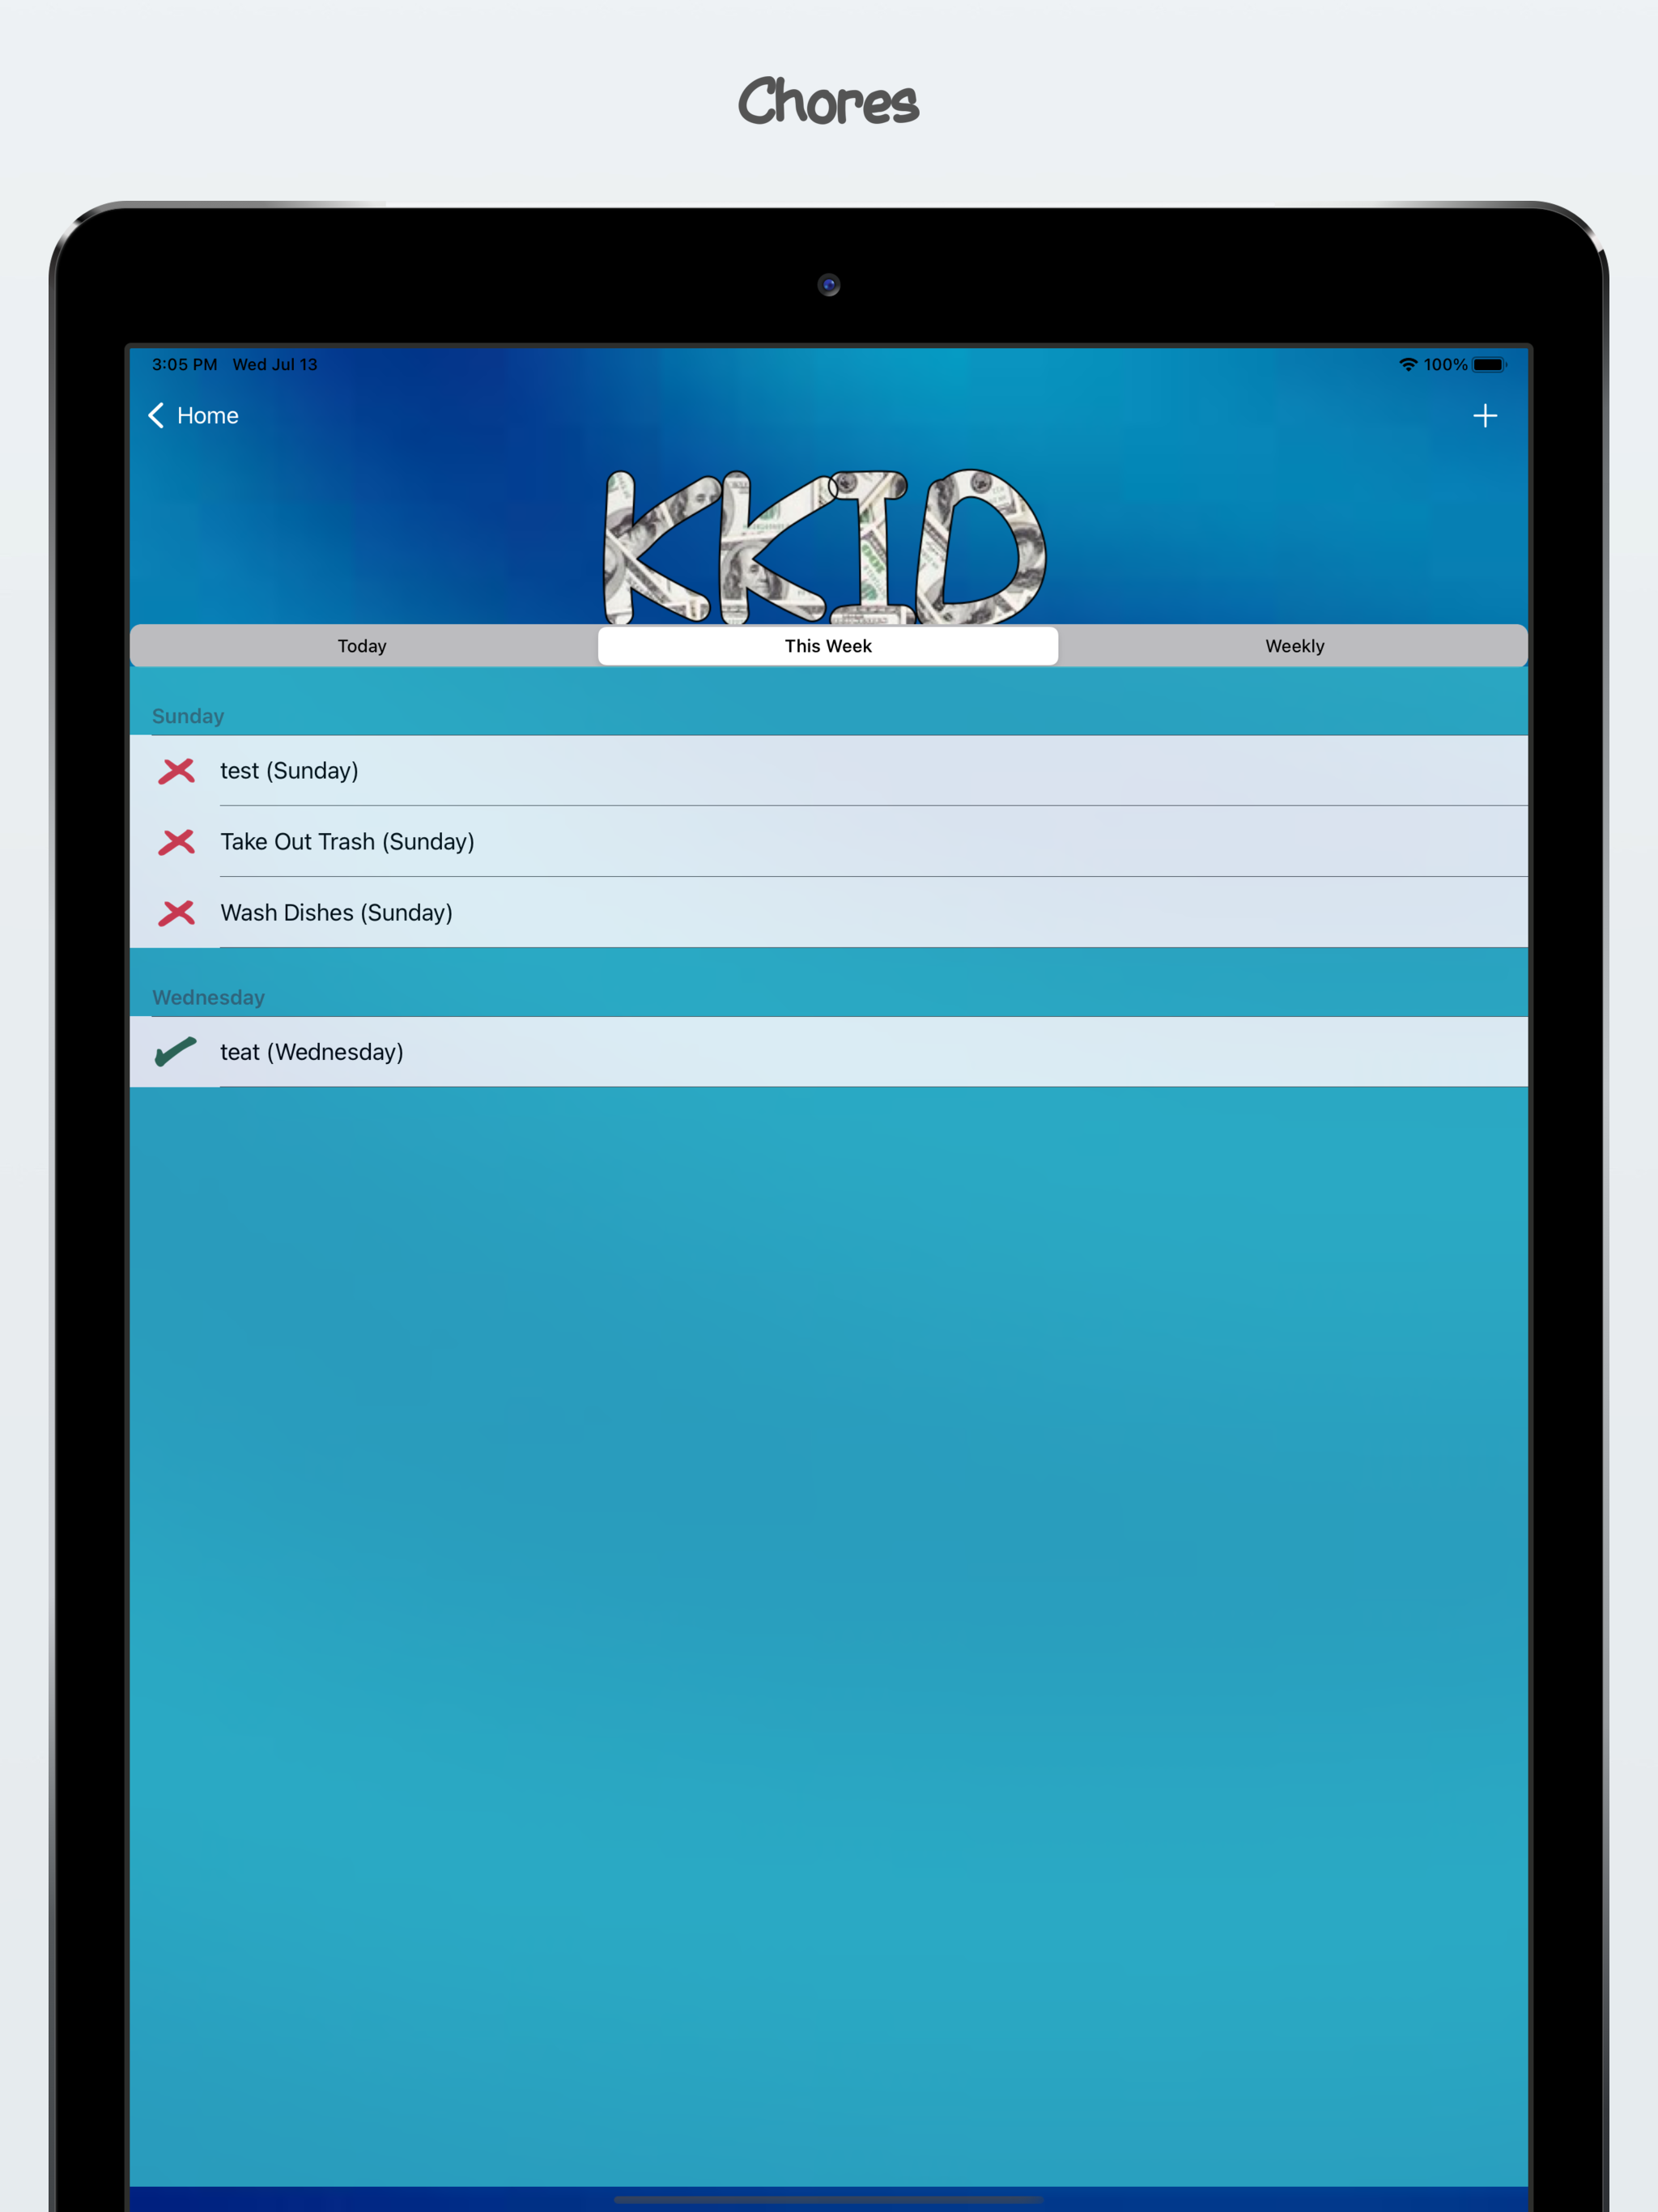 Chores
3:05 PM Wed Jul 13
100%
Home
KKID
Today This Week Weekly
Sunday
test (Sunday)
Take Out Trash (Sunday)
Wash Dishes (Sunday)
Wednesday
teat (Wednesday)